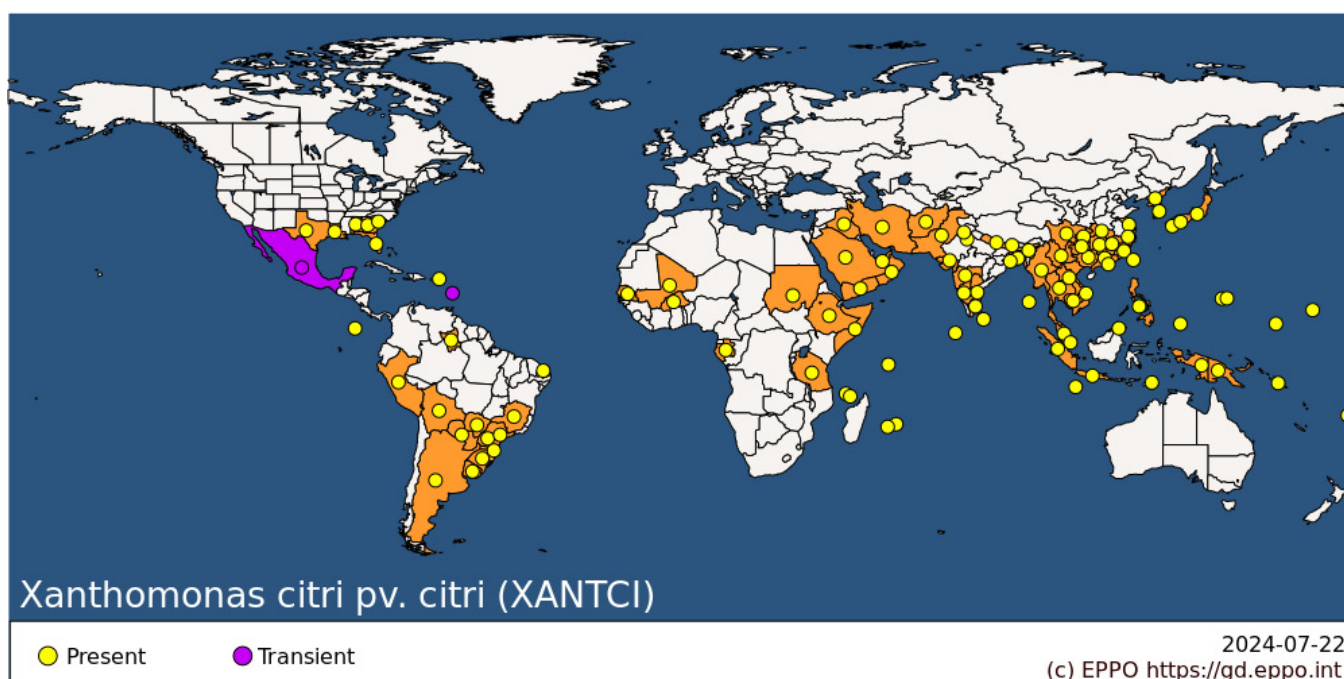 Xanthomonas citri pv. citri (XANTCI)
Present
Transient
2024-07-22
(c) EPPO https://gd.eppo.int